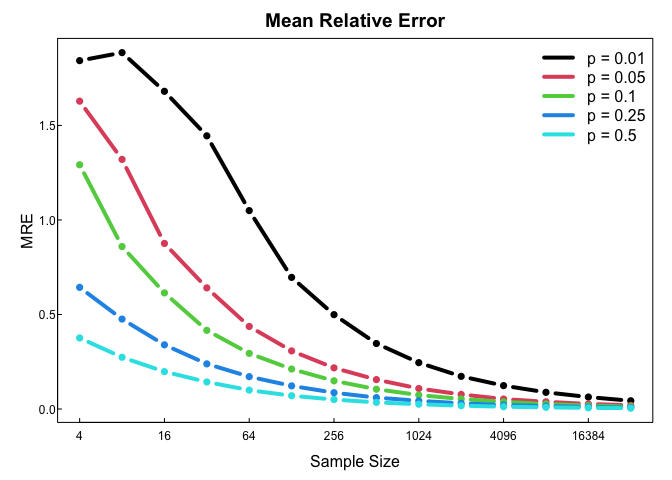 Mean Relative Error
p = 0.01
p = 0.05
p = 0.1
p = 0.25
p = 0.5
MRE
1.5
1.0
0.5
0.0
4 16 64 256 1024 4096 16384
Sample Size